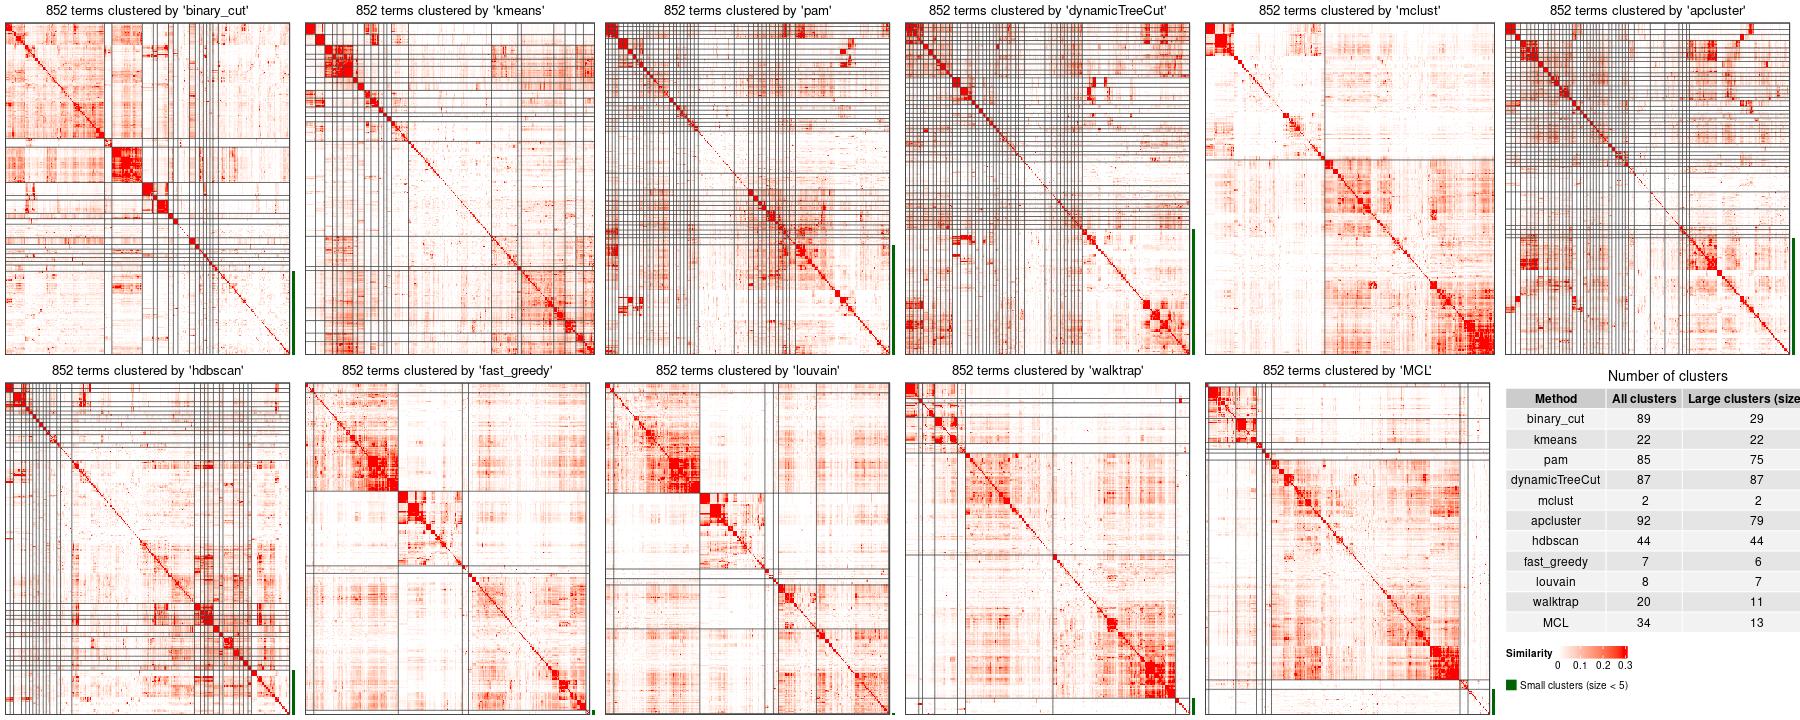 852 terms clustered by 'binary_cut'
852 terms clustered by 'kmeans'
852 terms clustered by 'pam'
852 terms clustered by 'dynamicTreeCut'
852 terms clustered by 'mclust'
852 terms clustered by 'apcluster'
852 terms clustered by 'hdbscan'
852 terms clustered by 'fast_greedy'
852 terms clustered by 'louvain'
852 terms clustered by 'walktrap'
852 terms clustered by 'MCL'
Number of clusters
Method All clusters Large clusters (size
binary_cut 89 29
kmeans 22 22
pam 85 75
dynamicTreeCut 87 87
mclust 2 2
apcluster 92 79
hdbscan 44 44
fast_greedy 7 6
louvain 8 7
walktrap 20 11
MCL 34 13
Similarity
0 0.1 0.2 0.3
Small clusters (size < 5)